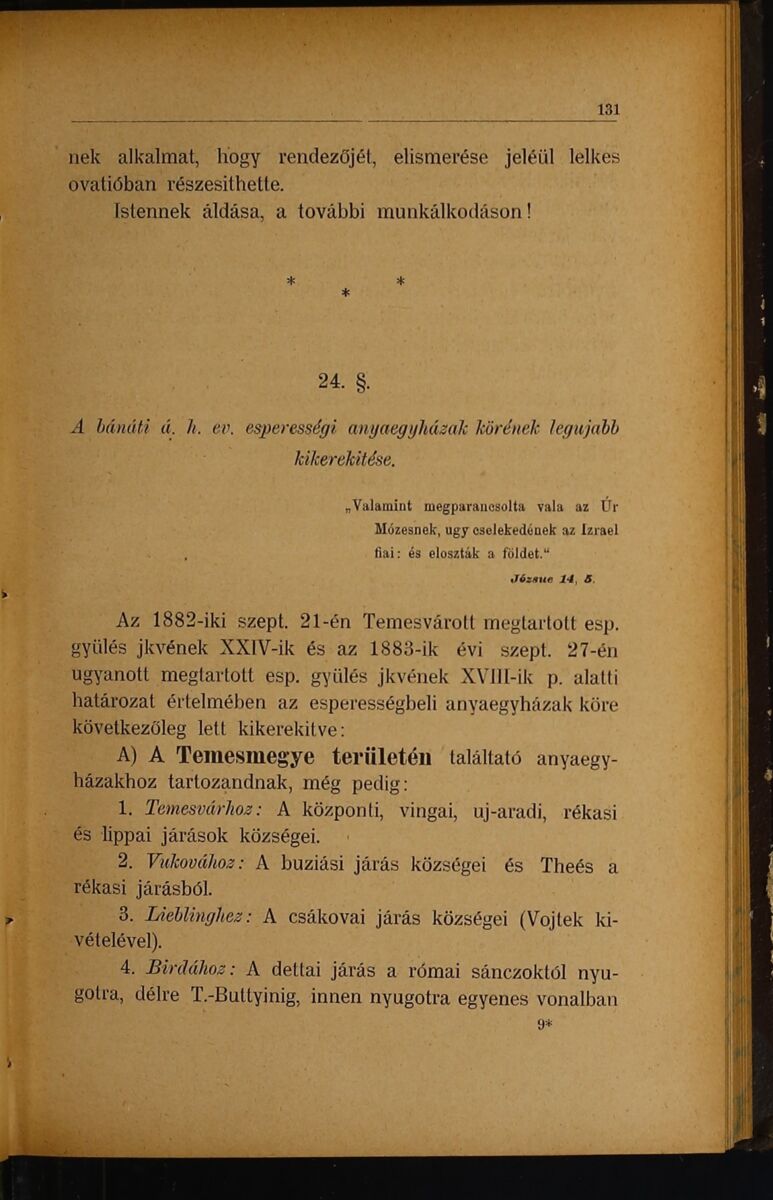 131
nek alkalmat, hogy rendezőjét, elismerése jeléül lelkes
ovatióban részesithette.
Istennek áldása, a további munkálkodáson!
* * *
24. §.
A bánáti á. h. ev. esperességi anyaegyházak körének legujabb
kikerekitése.
„Valamint megparancsolta vala az Úr
Mózesnek, ugy cselekedének az Izrael
fiai: és eloszták a földet.“
Józsue 14, 5.
Az 1882-iki szept. 21-én Temesvárott megtartott esp.
gyülés jkvének XXIV-ik és az 1883-ik évi szept. 27-én
ugyanott megtartott esp. gyülés jkvének XVIII-ik p. alatti
határozat értelmében az esperességbeli anyaegyházak köre
következőleg lett kikerekitve:
A) A Temesmegye területén találtató anyaegy-
házakhoz tartozandnak, még pedig:
1. Temesvárhoz: A központi, vingai, uj-aradi, rékasi
és lippai járások községei.
2. Vukovához: A buziási járás községei és Theés a
rékasi járásból.
3. Lieblinghez: A csákovai járás községei (Vojtek ki-
vételével).
4. Birdához: A dettai járás a római sánczoktól nyu-
gotra, délre T.-Buttyinig, innen nyugotra egyenes vonalban
9*